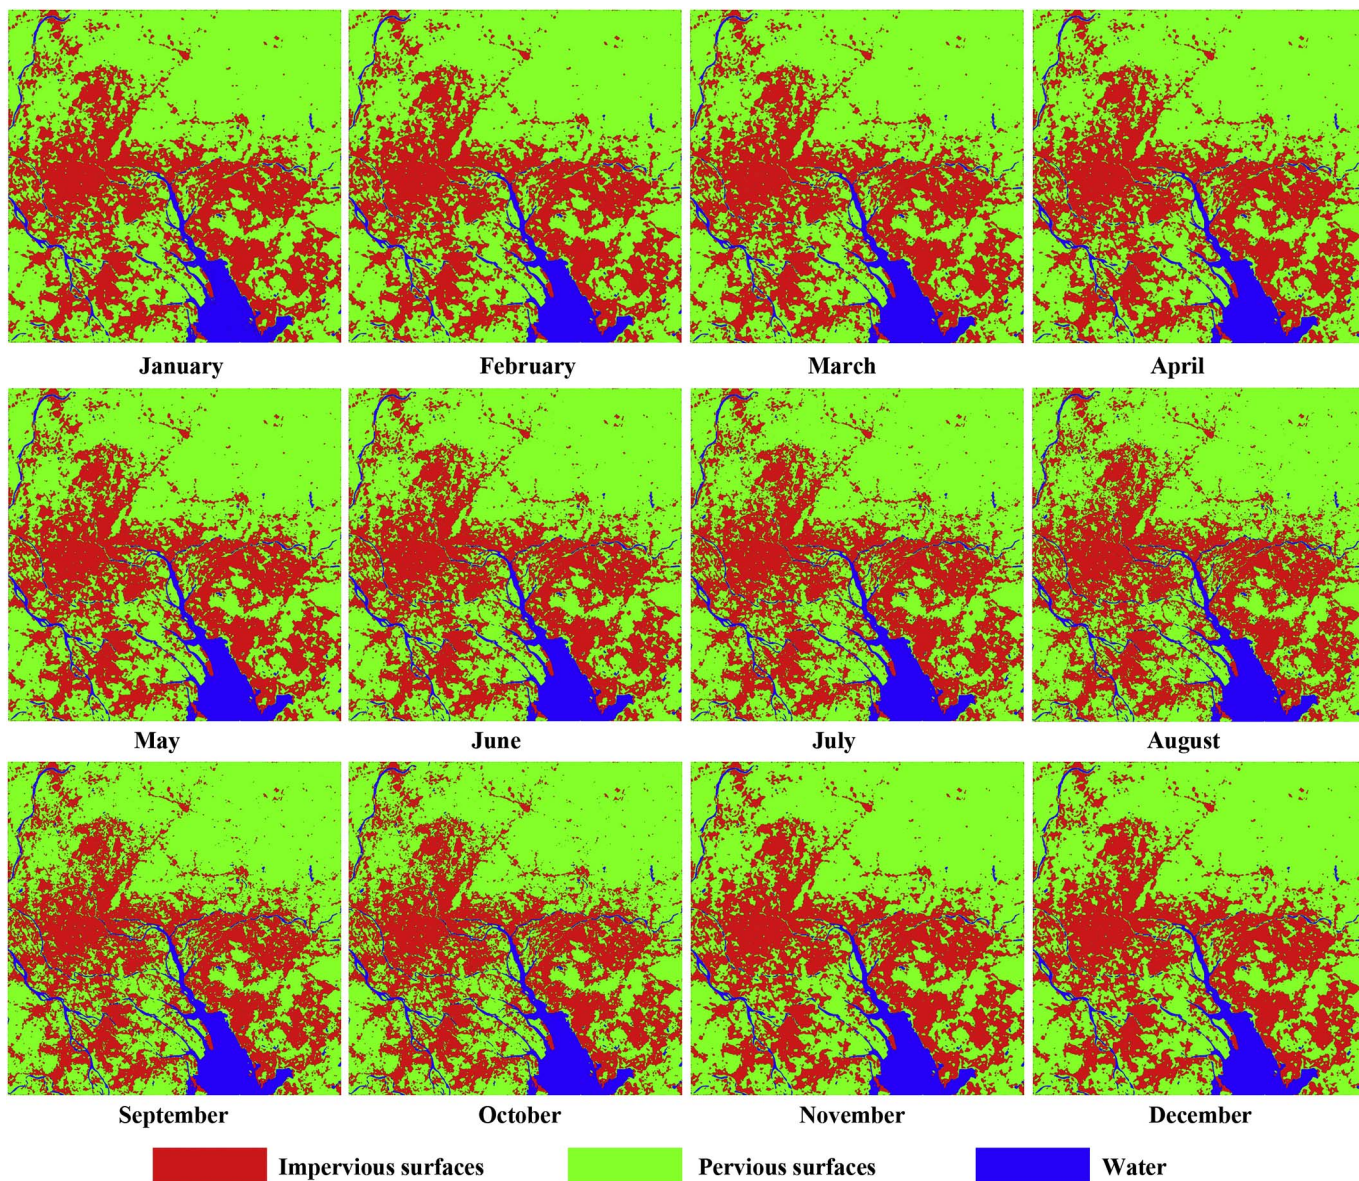 January February March April
May June July August
September October November December
Impervious surfaces Pervious surfaces Water